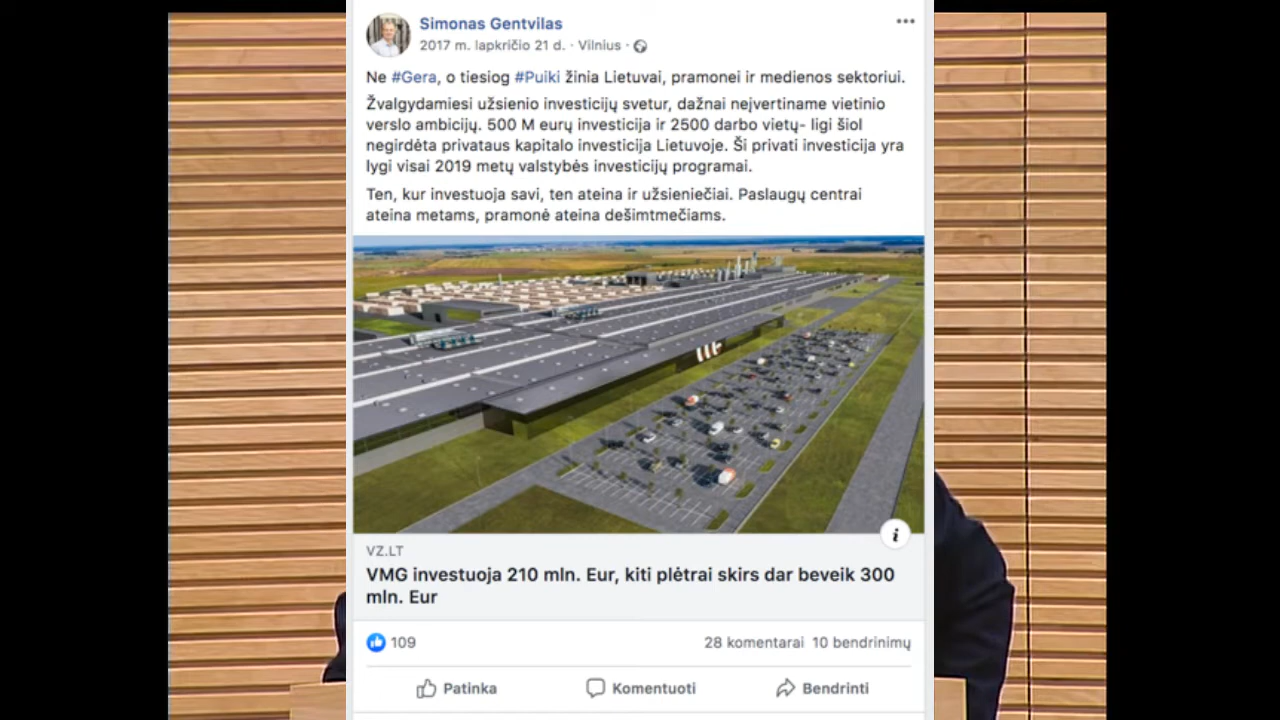 Simonas Gentvilas
2017 m. lapkričio 21 d. · Vilnius ·
Ne #Gera, o tiesiog #Puiki žinia Lietuvai, pramonei ir medienos sektoriui.
Žvalgydamiesi užsienio investicijų svetur, dažnai neįvertiname vietinio
verslo ambicijų. 500 M eurų investicija ir 2500 darbo vietų- ligi šiol
negirdėta privataus kapitalo investicija Lietuvoje. Ši privati investicija yra
lygi visai 2019 metų valstybės investicijų programai.
Ten, kur investuoja savi, ten ateina ir užsieniečiai. Paslaugų centrai
ateina metams, pramonė ateina dešimtmečiams.
VZ.LT
VMG investuoja 210 mln. Eur, kiti plėtrai skirs dar beveik 300
mln. Eur
109
28 komentarai 10 bendrinimų
Patinka Komentuoti Bendrinti